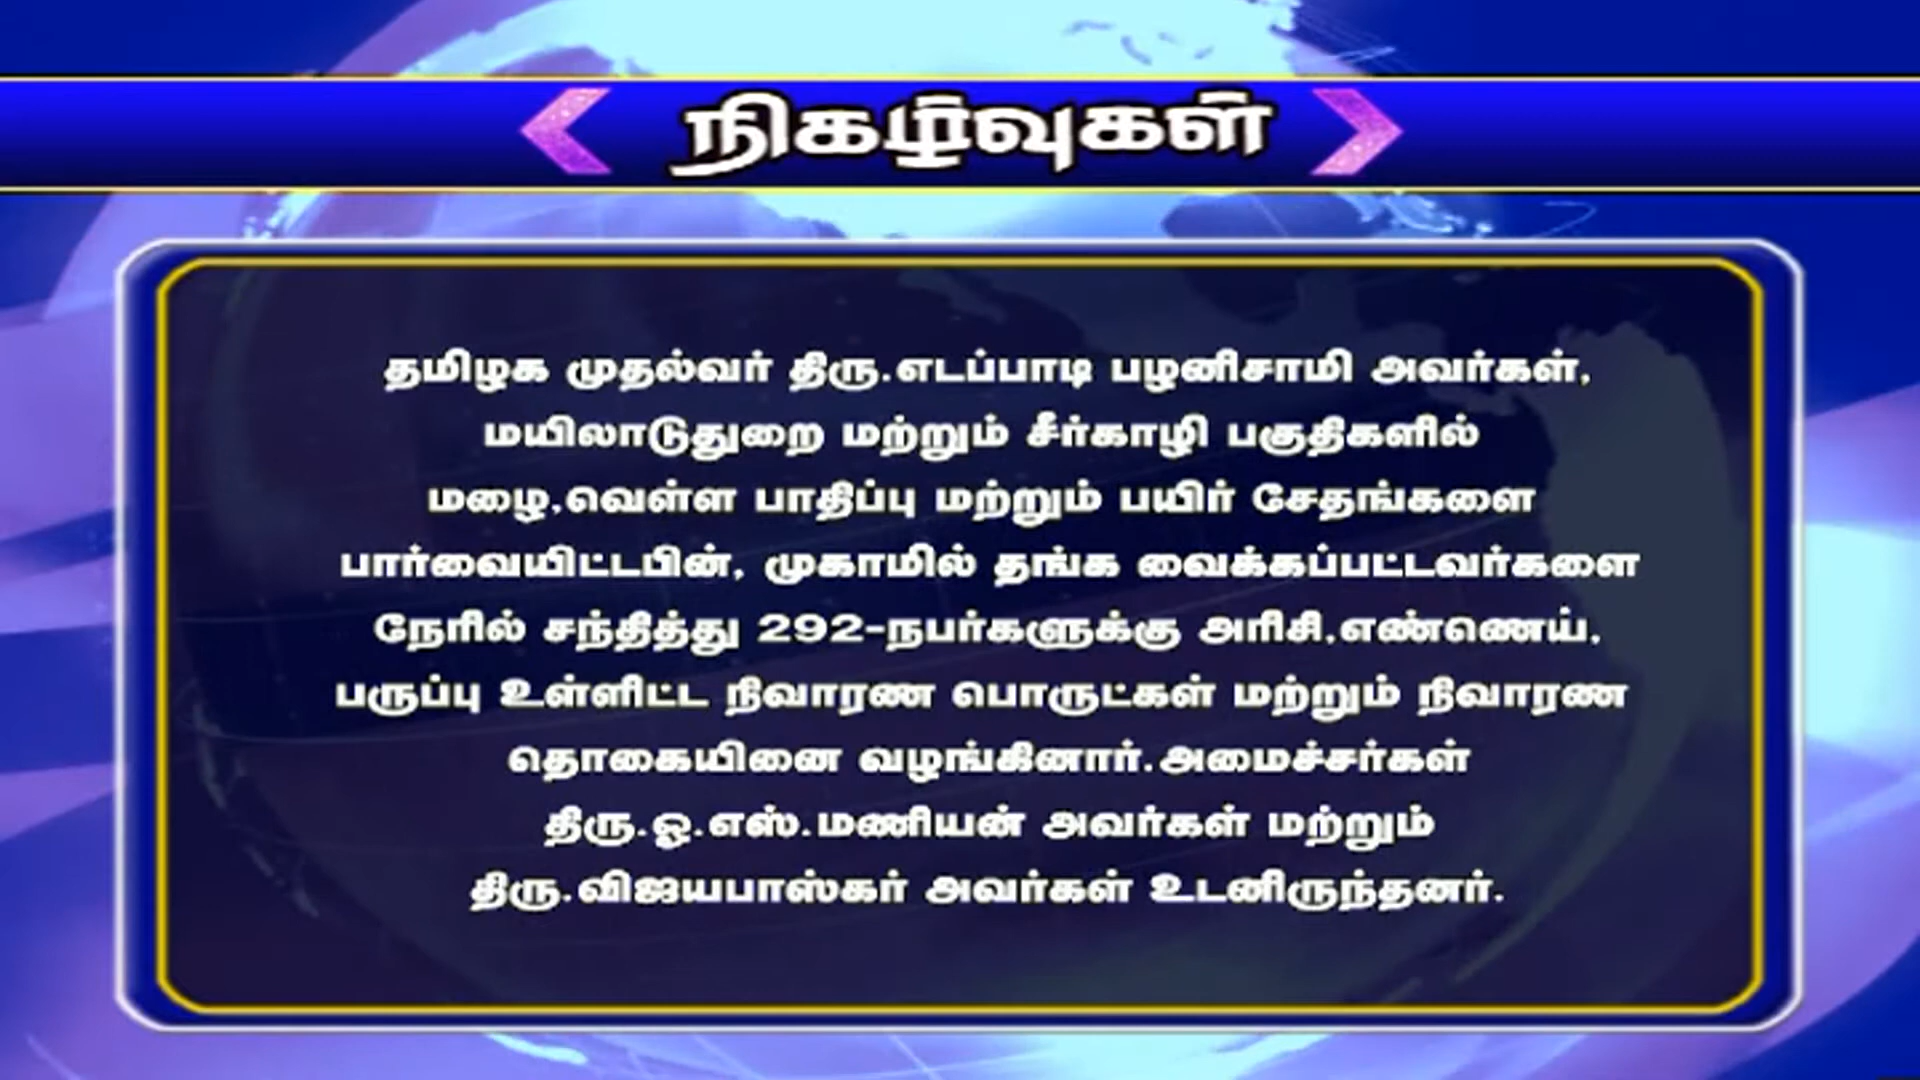 நிகழ்வுகள்
தமிழக முதல்வர் திரு.எடப்பாடி பழனிசாமி அவர்கள்,
மயிலாடுதுறை மற்றும் சீர்காழி பகுதிகளில்
மழை,வெள்ள பாதிப்பு மற்றும் பயிர் சேதங்களை
பார்வையிட்டபின், முகாமில் தங்க வைக்கப்பட்டவர்களை
நேரில் சந்தித்து 292-நபர்களுக்கு அரிசி,எண்ணெய்,
பருப்பு உள்ளிட்ட நிவாரண பொருட்கள் மற்றும் நிவாரண
தொகையினை வழங்கினார்.அமைச்சர்கள்
திரு.ஓ.எஸ்.மணியன் அவர்கள் மற்றும்
திரு.விஜயபாஸ்கர் அவர்கள் உடனிருந்தனர்.